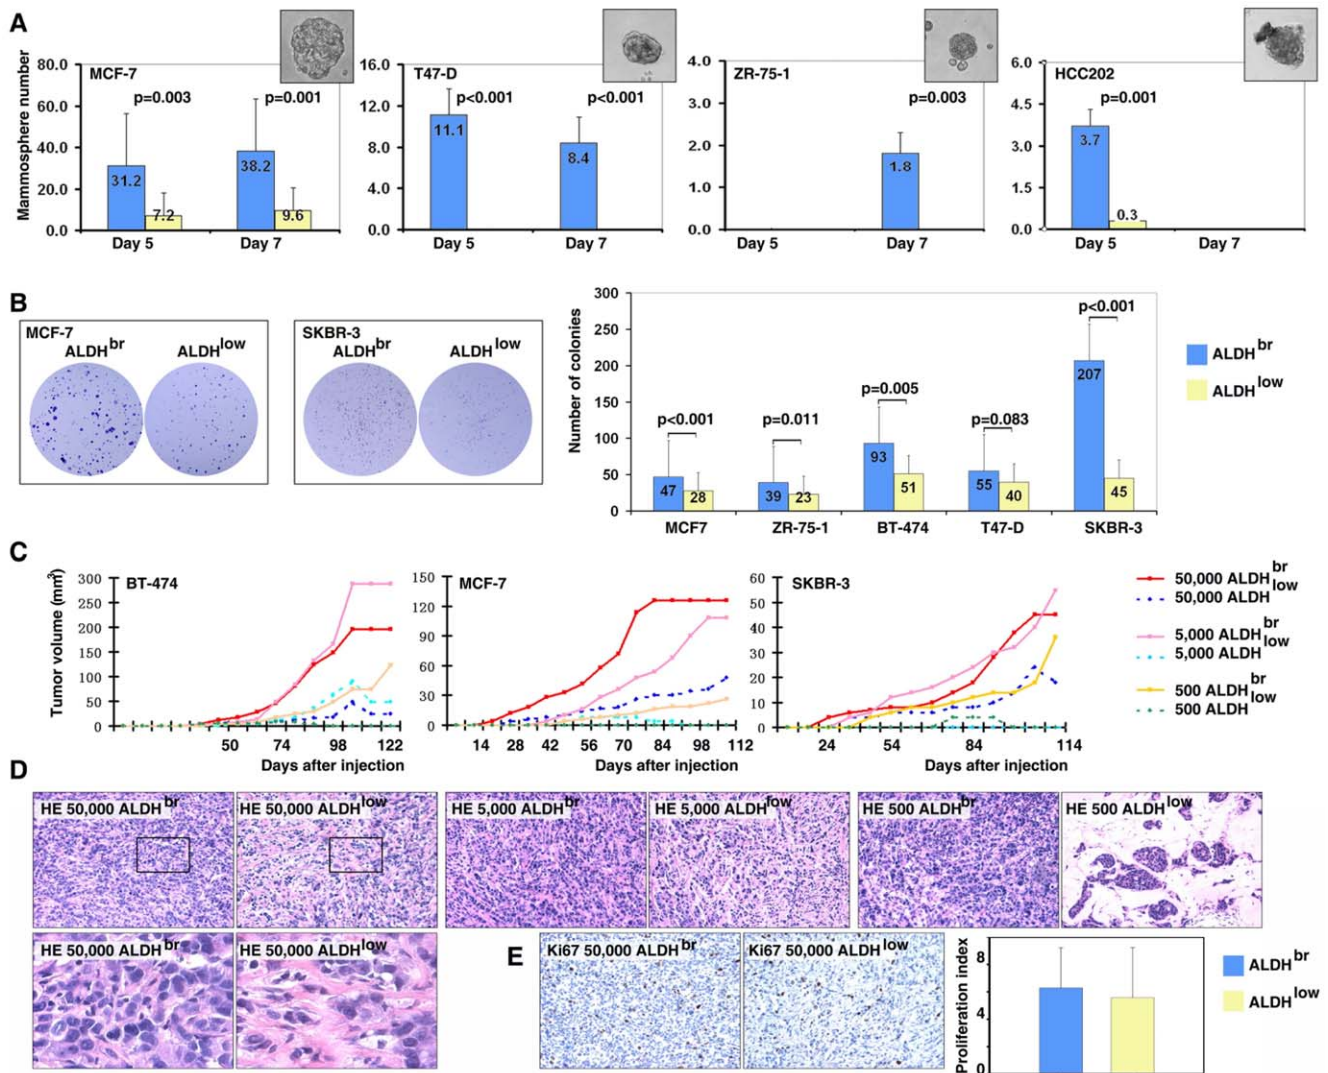 A
Mammosphere number
80.0
60.0
40.0
20.0
0.0
MCF-7
p=0.003
p=0.001
31.2
7.2
38.2
9.6
Day 5
Day 7
16.0
12.0
8.0
4.0
0.0
T47-D
p<0.001
p<0.001
11.1
8.4
Day 5
Day 7
4.0
3.0
2.0
1.0
0.0
ZR-75-1
p=0.003
1.8
Day 5
Day 7
6.0
4.5
3.0
1.5
0.0
HCC202
p=0.001
3.7
0.3
Day 5
Day 7
B
MCF-7
ALDHbr
ALDHlow
SKBR-3
ALDHbr
ALDHlow
Number of colonies
300
250
200
150
100
50
0
p<0.001
p=0.011
p=0.005
p=0.083
p<0.001
47
28
39
23
93
51
55
40
207
45
MCF7
ZR-75-1
BT-474
T47-D
SKBR-3
ALDHbr
ALDHlow
C
Tumor volume (mm3)
BT-474
300
250
200
150
100
50
0
50 74 98 122
Days after injection
MCF-7
150
120
90
60
30
0
14 28 42 56 70 84 98 112
Days after injection
SKBR-3
60
50
40
30
20
10
0
24 54 84 114
Days after injection
50,000 ALDHbr
50,000 ALDHlow
5,000 ALDHbr
5,000 ALDHlow
500 ALDHbr
500 ALDHlow
D
HE 50,000 ALDHbr
HE 50,000 ALDHlow
HE 5,000 ALDHbr
HE 5,000 ALDHlow
HE 500 ALDHbr
HE 500 ALDHlow
HE 50,000 ALDHbr
HE 50,000 ALDHlow
E
Ki67 50,000 ALDHbr
Ki67 50,000 ALDHlow
Proliferation index
8
4
0
ALDHbr
ALDHlow